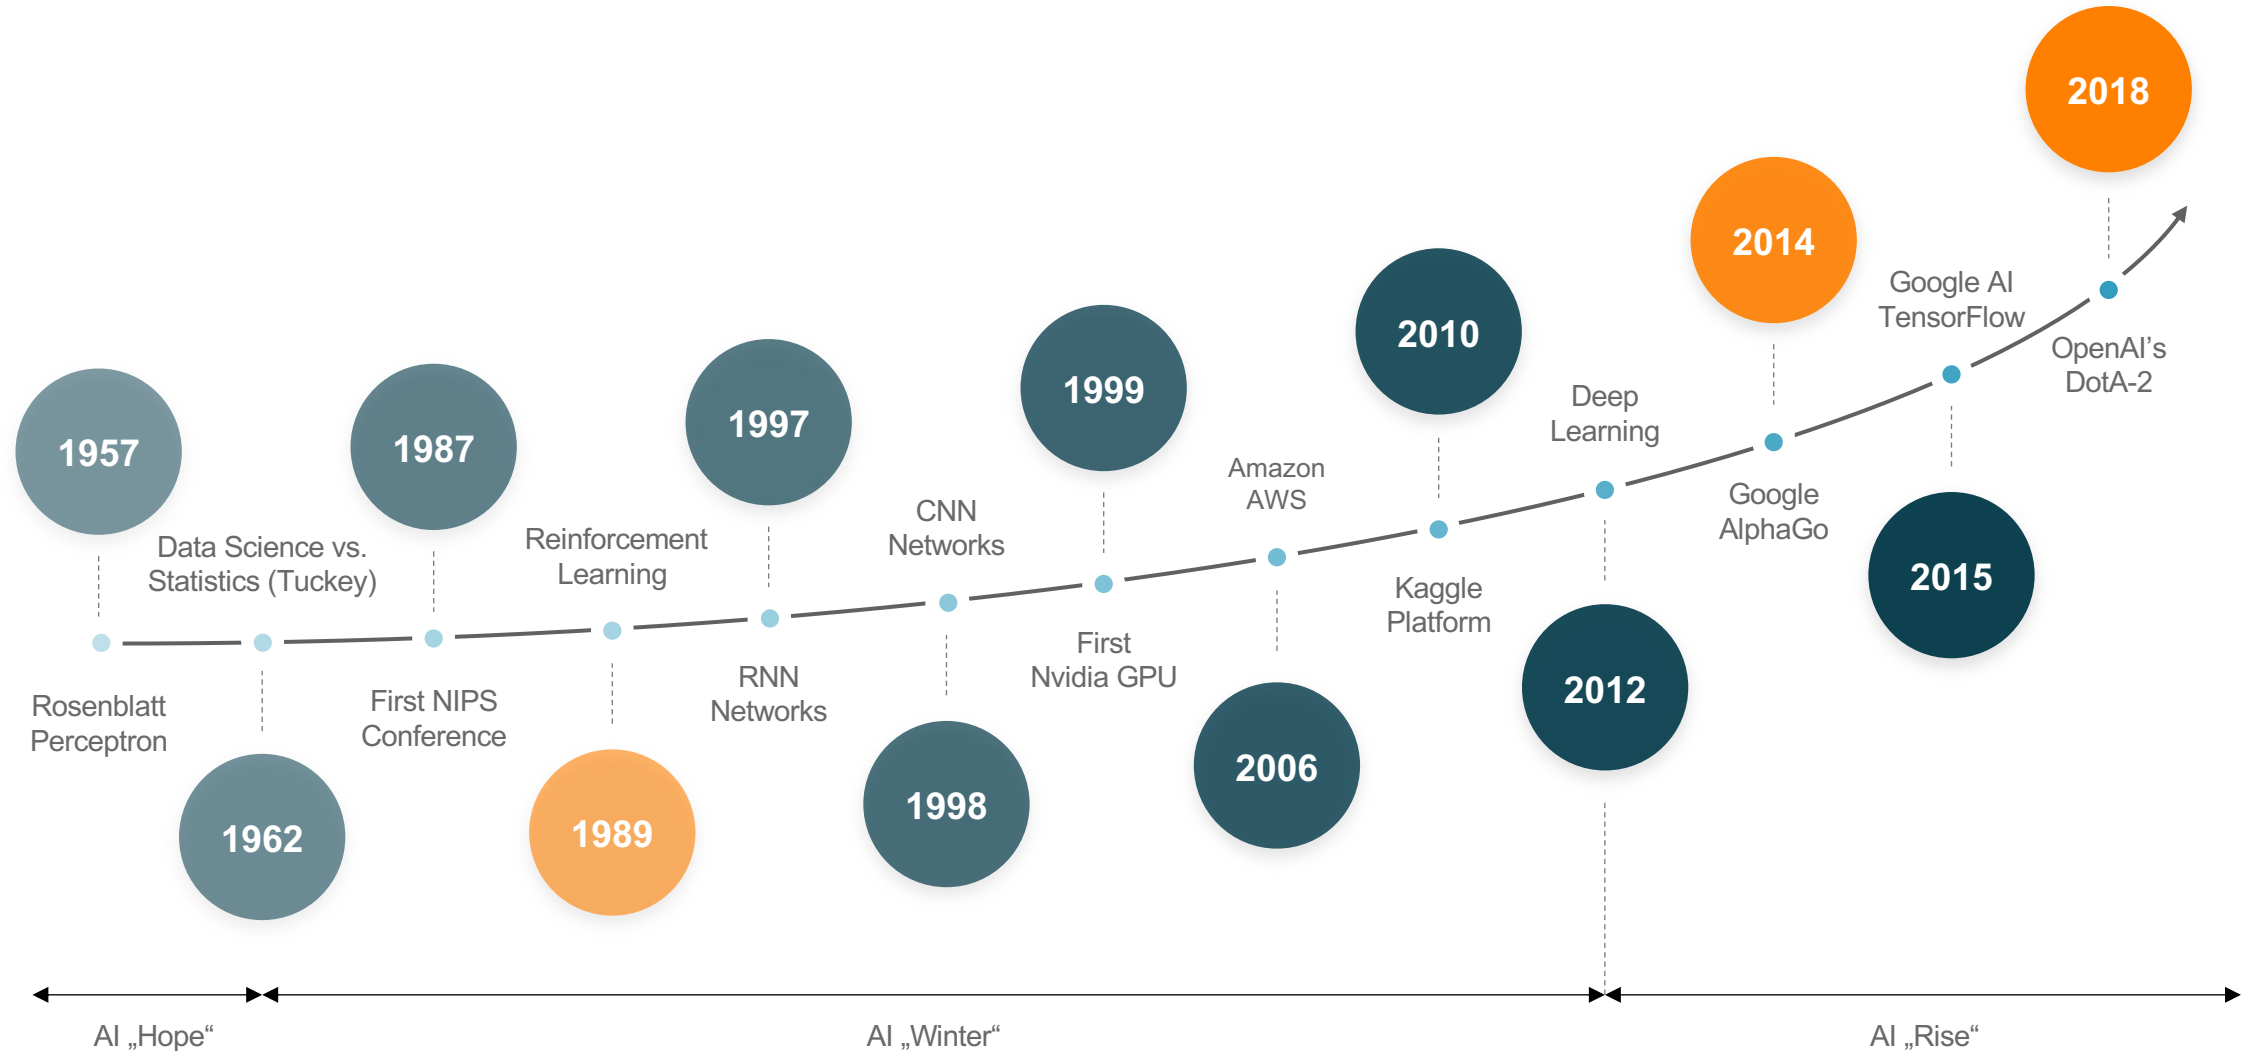 1957
Rosenblatt
Perceptron
Data Science vs.
Statistics (Tuckey)
1962
1987
First NIPS
Conference
Reinforcement
Learning
1989
1997
RNN
Networks
CNN
Networks
1998
1999
First
Nvidia GPU
Amazon
AWS
2006
2010
Kaggle
Platform
Deep
Learning
2012
2014
Google
AlphaGo
Google AI
TensorFlow
2015
2018
OpenAI’s
DotA-2
AI „Hope“
AI „Winter“
AI „Rise“